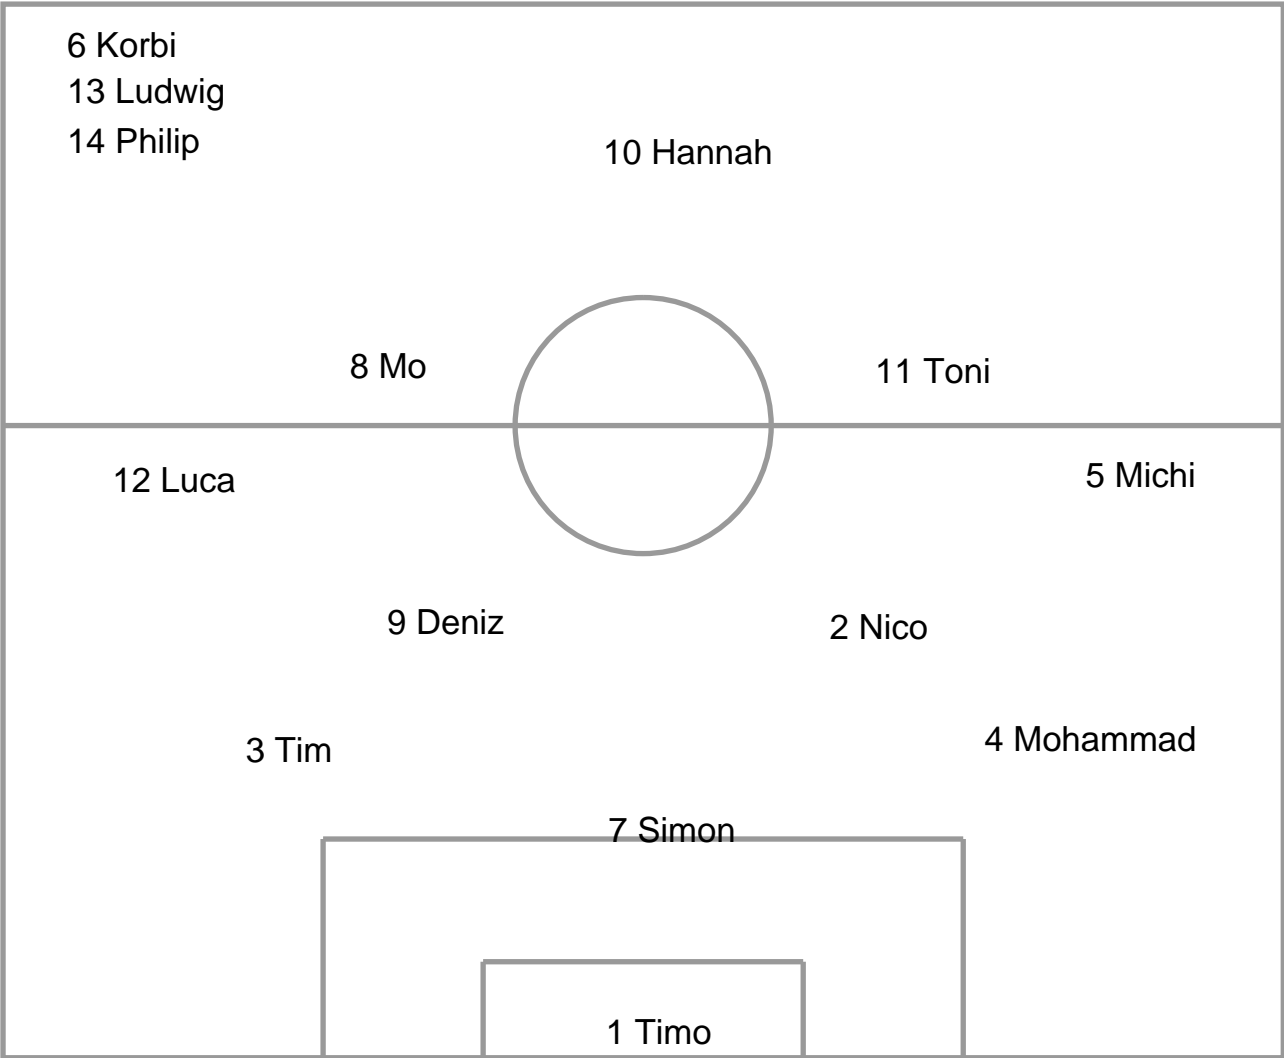 6 Korbi
13 Ludwig
14 Philip
10 Hannah
8 Mo
11 Toni
12 Luca
5 Michi
9 Deniz
2 Nico
3 Tim
4 Mohammad
7 Simon
1 Timo